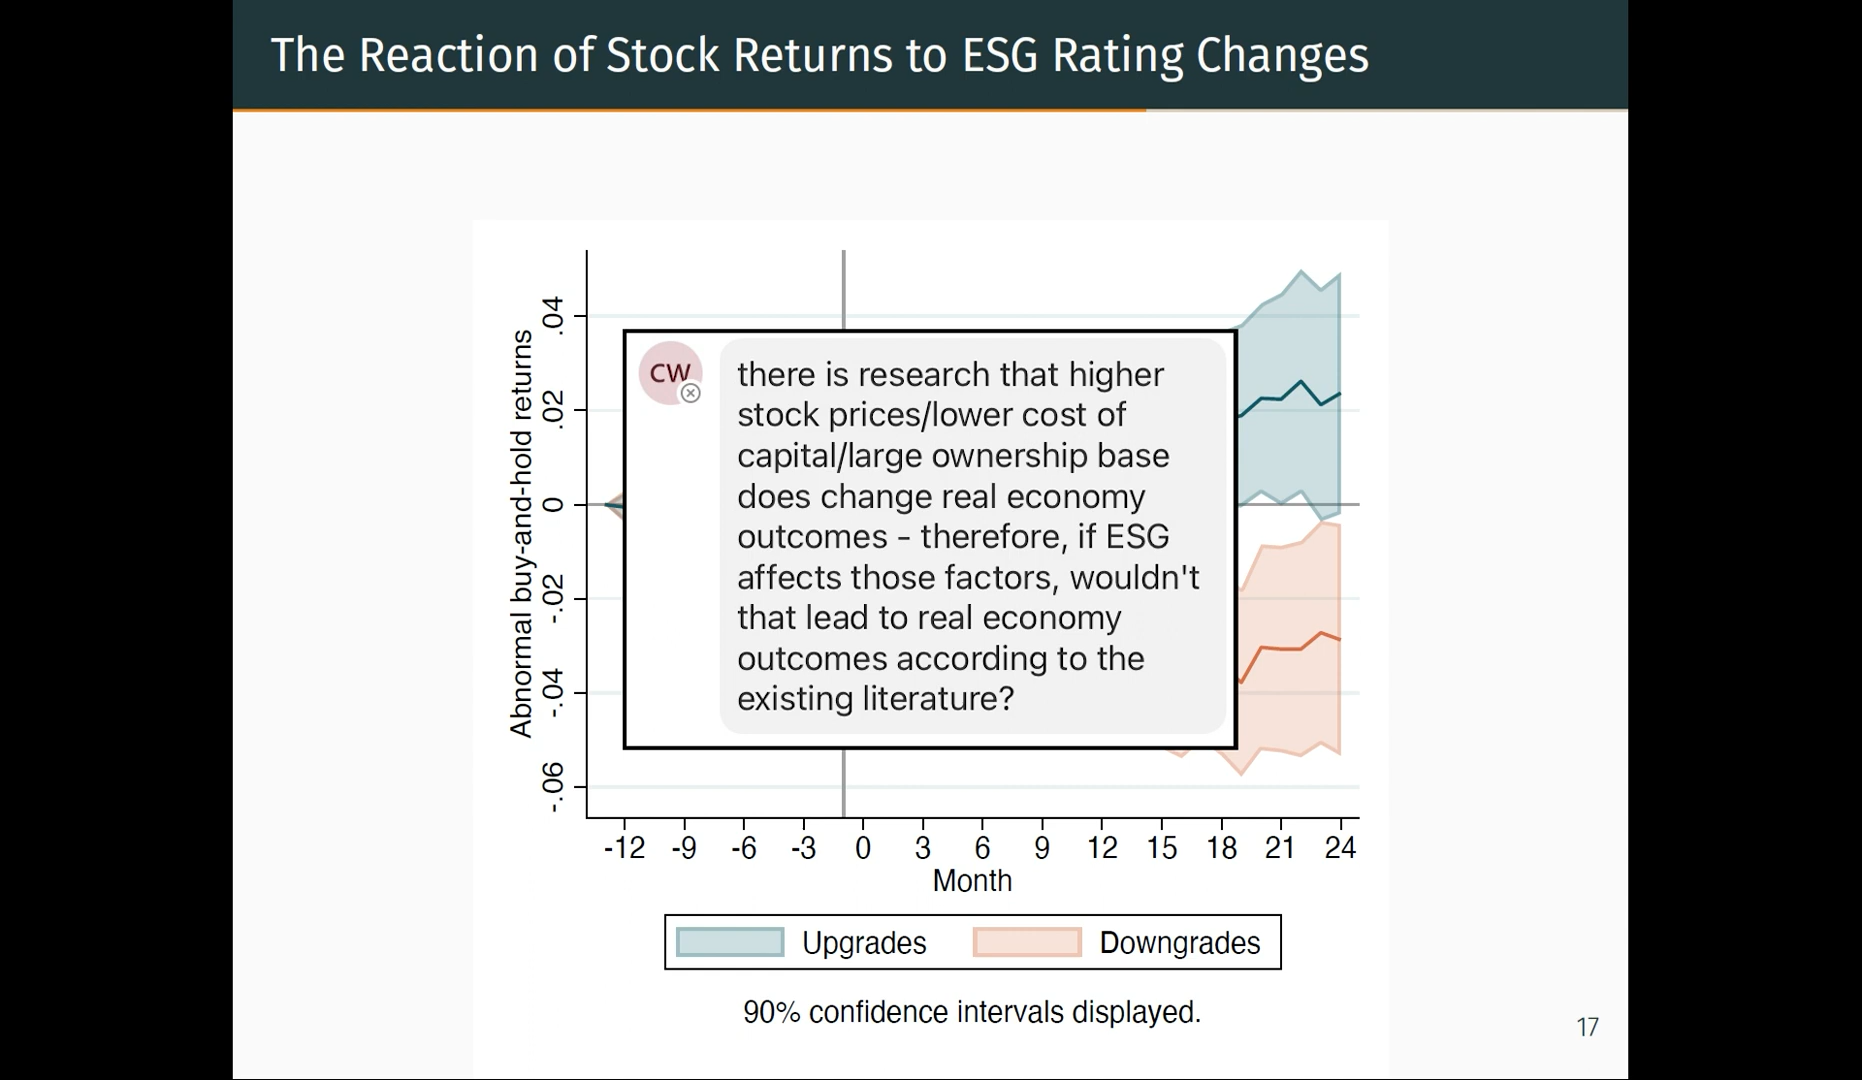 The Reaction of Stock Returns to ESG Rating Changes
Abnormal buy-and-hold returns
.04
.02
0
-.02
-.04
-.06
CW
there is research that higher
stock prices/lower cost of
capital/large ownership base
does change real economy
outcomes - therefore, if ESG
affects those factors, wouldn't
that lead to real economy
outcomes according to the
existing literature?
-12 -9 -6 -3 0 3 6 9 12 15 18 21 24
Month
Upgrades Downgrades
90% confidence intervals displayed.
17